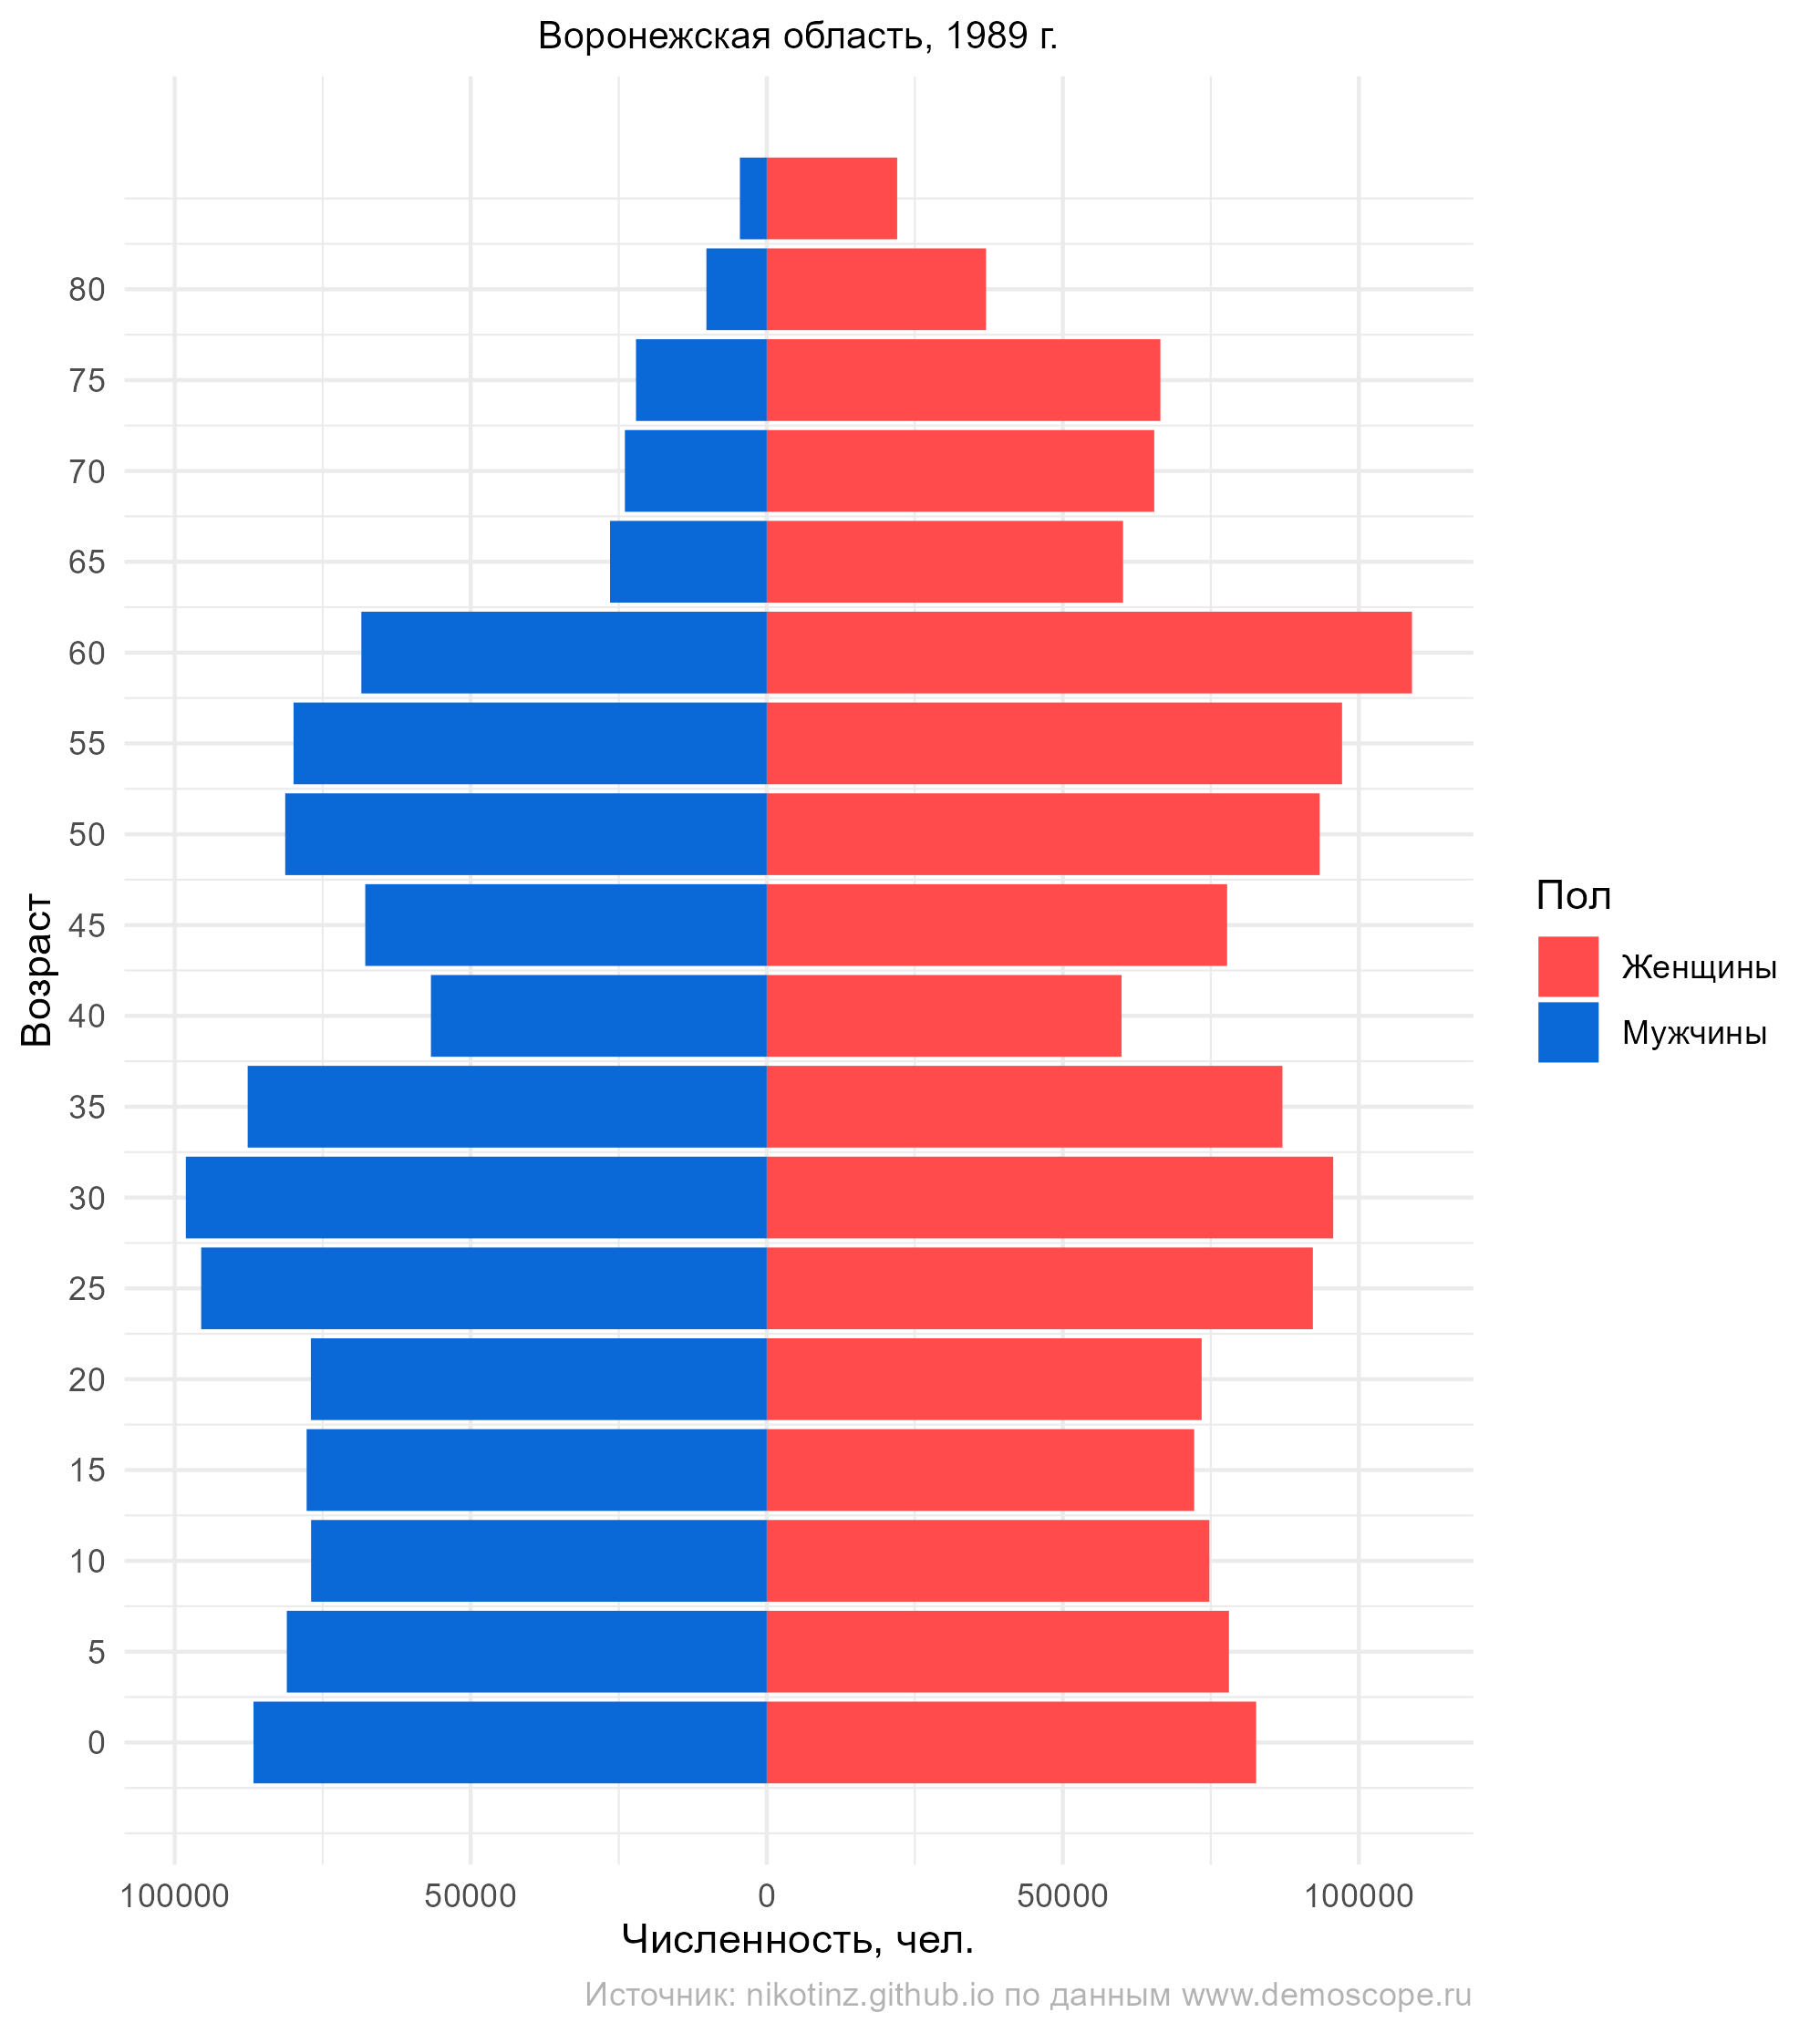 Воронежская область, 1989 г.
80
75
70
65
60
55
50
45
40
35
30
25
20
15
10
5
0
Возраст
100000 50000 0 50000 100000
Численность, чел.
Пол
Женщины
Мужчины
Источник: nikotinz.github.io по данным www.demoscope.ru